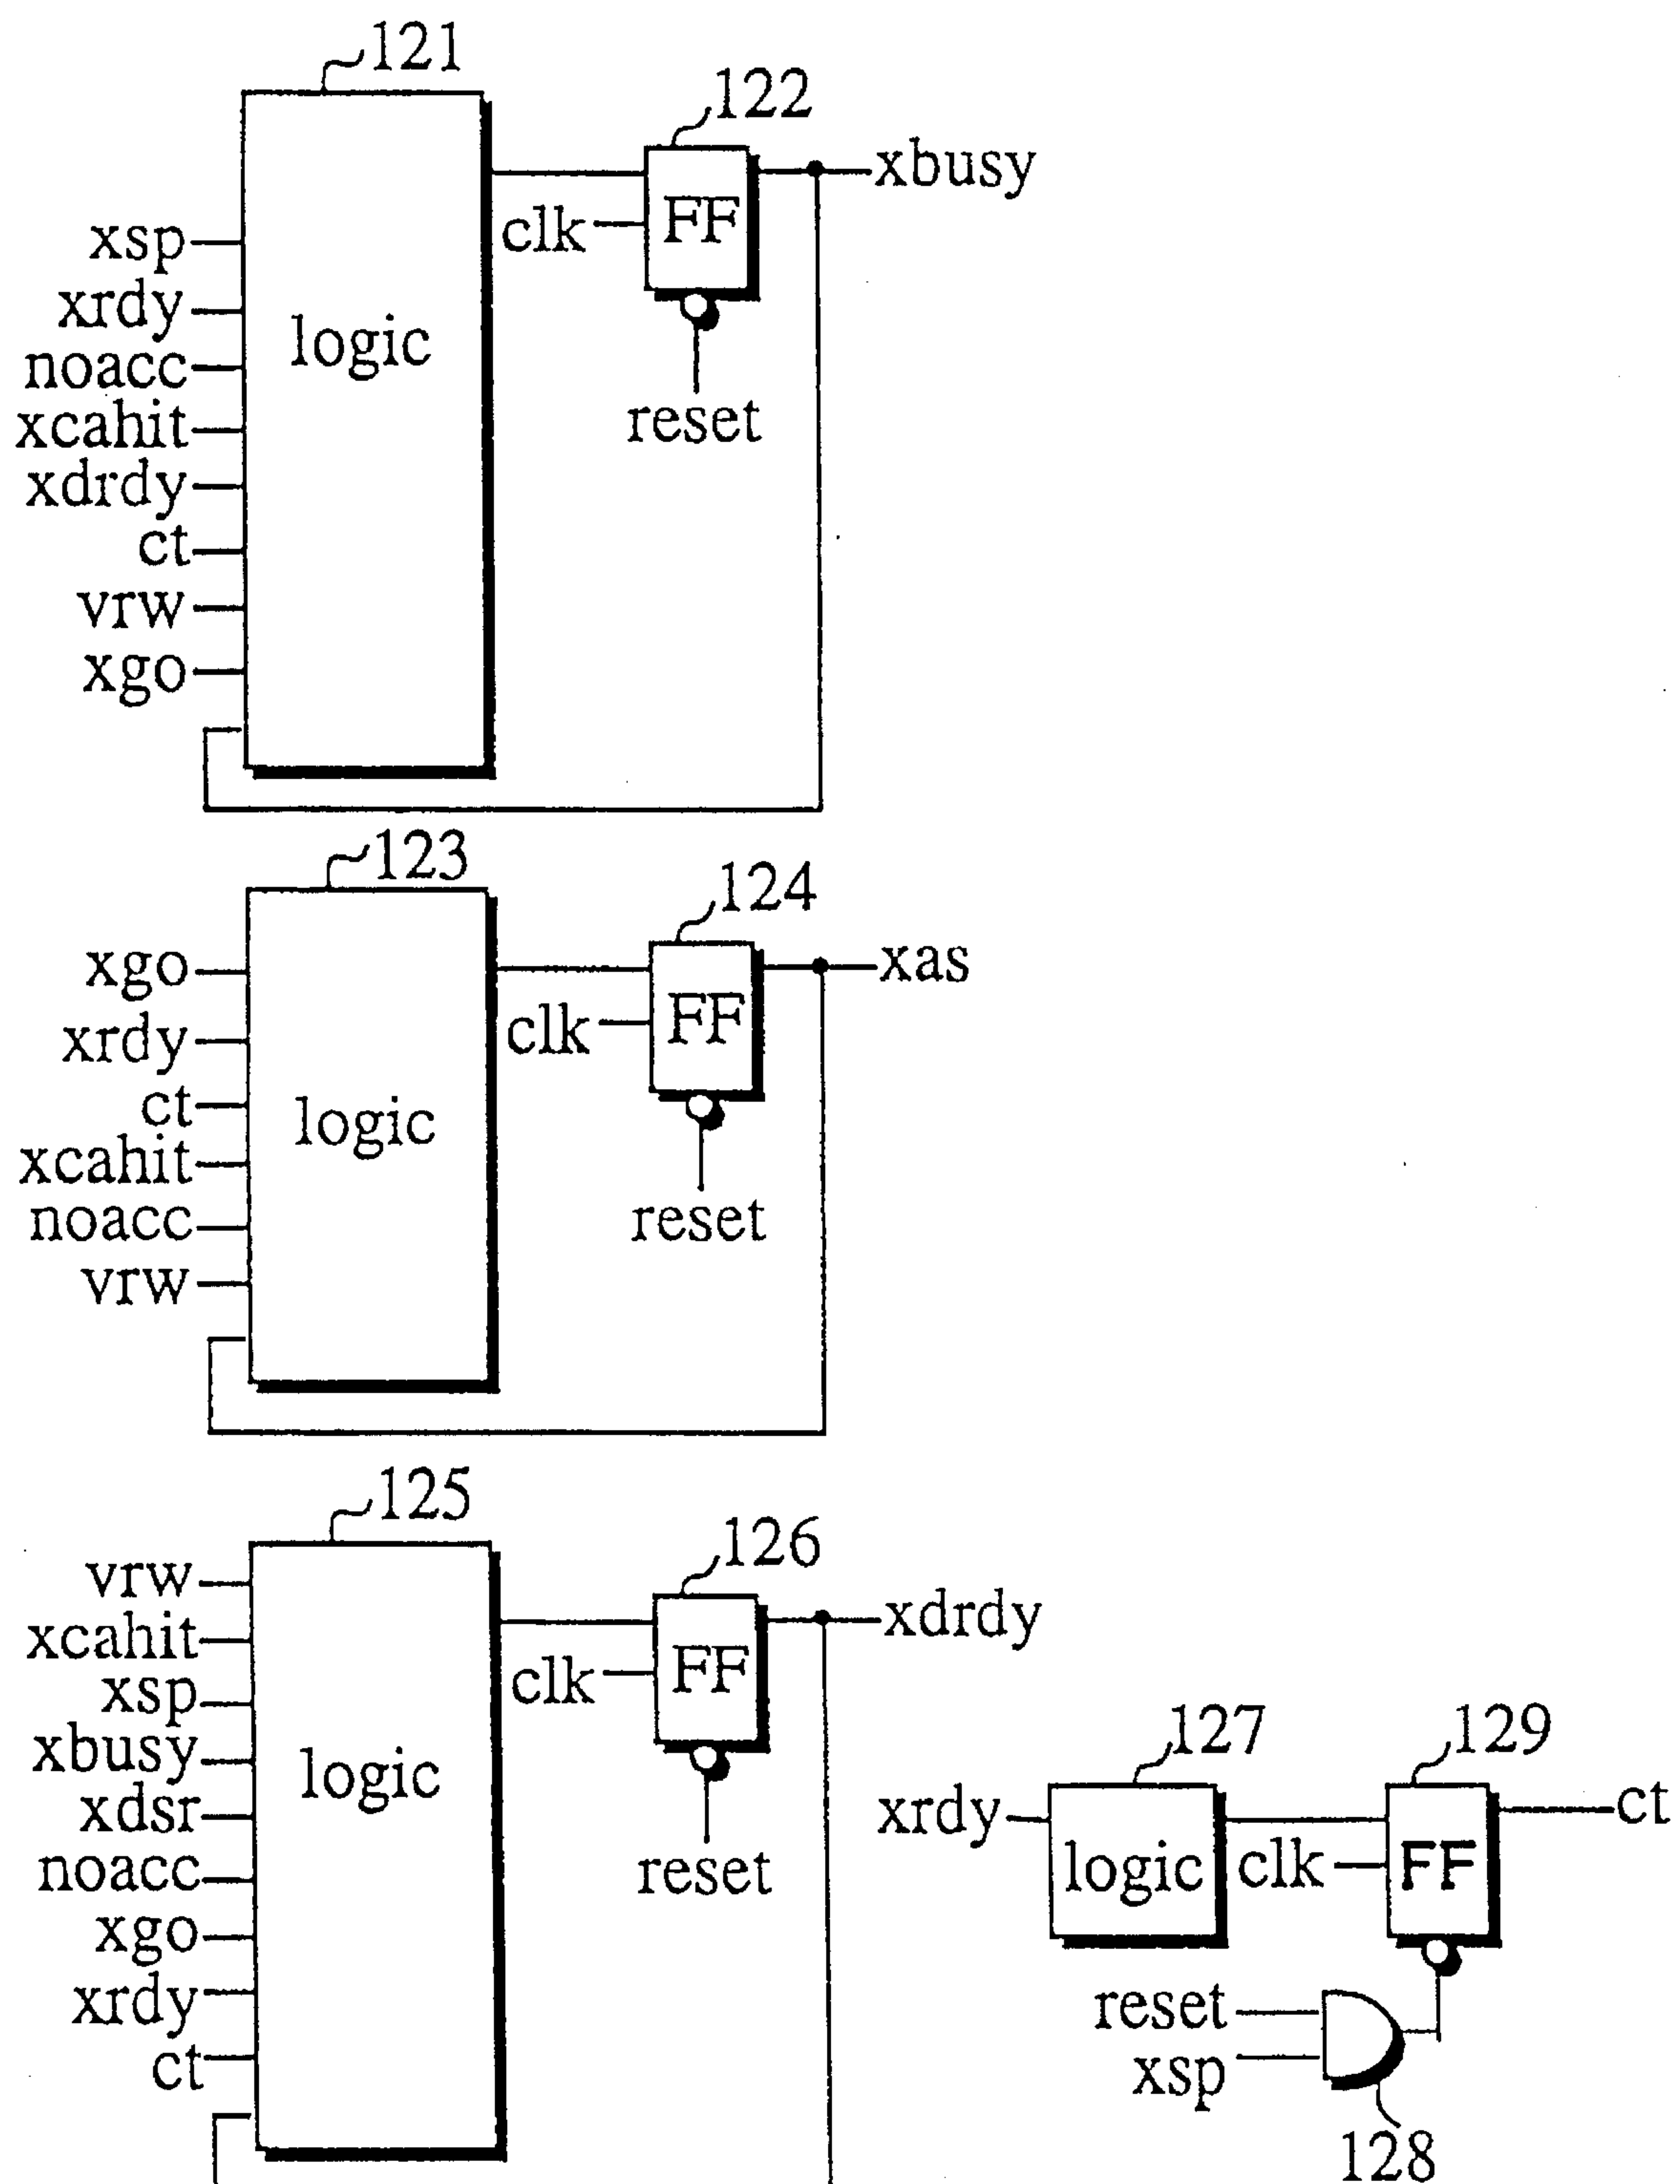 121
122
xbusy
clk
FF
xsp
xrdy
noacc
xcahit
xdrdy
ct
vrw
xgo
logic
reset
123
124
xas
xgo
clk
FF
xrdy
ct
xcahit
noacc
vrw
logic
reset
125
126
xdrdy
vrw
xcahit
xsp
xbusy
xdsr
noacc
xgo
xrdy
ct
logic
clk
FF
reset
127
129
xrdy
logic
clk
FF
ct
reset
xsp
128